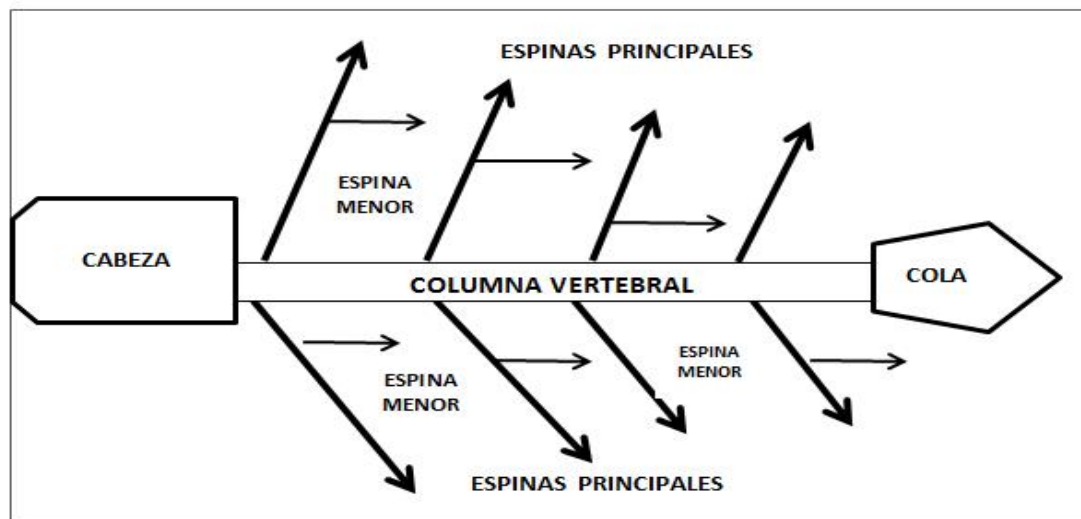 ESPINAS PRINCIPALES
ESPINA
MENOR
CABEZA
COLUMNA VERTEBRAL
COLA
ESPINA
MENOR
ESPINA
MENOR
ESPINAS PRINCIPALES